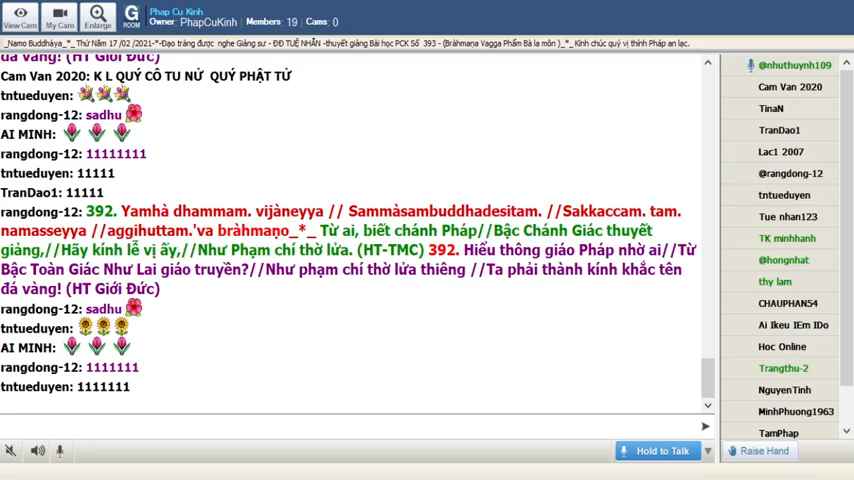 View Cam
My Cam
Enlarge
G
ROOM
Phap Cu Kinh
Owner: PhapCuKinh | Members: 19 | Cams: 0
_Namo Buddhàya_*_ Thứ Năm 17 /02 /2021-*-Đạo tràng được nghe Giảng sư - ĐĐ TUỆ NHẪN -thuyết giảng Bài học PCK Số 393 - (Bràhmaṇa Vagga Phẩm Bà la môn )_*_ Kính chúc quý vị thính Pháp an lạc.
đá vàng! (HT Giới Đức)
Cam Van 2020: K L QUÝ CÔ TU NỬ QUÝ PHẬT TỬ
tntueduyen:
rangdong-12: sadhu
AI MINH:
rangdong-12: 11111111
tntueduyen: 11111
TranDao1: 11111
rangdong-12: 392. Yamhà dhammaṃ. vijàneyya // Sammàsambuddhadesitaṃ. //Sakkaccaṃ. taṃ.
namasseyya //aggihuttaṃ.'va bràhmaṇo_*_ Từ ai, biết chánh Pháp//Bậc Chánh Giác thuyết
giảng,//Hãy kính lễ vị ấy,//Như Phạm chí thờ lửa. (HT-TMC) 392. Hiểu thông giáo Pháp nhờ ai//Từ
Bậc Toàn Giác Như Lai giáo truyền?//Như phạm chí thờ lửa thiêng //Ta phải thành kính khắc tên
đá vàng! (HT Giới Đức)
rangdong-12: sadhu
tntueduyen:
AI MINH:
rangdong-12: 1111111
tntueduyen: 1111111
Hold to Talk
@nhuthuynh109
Cam Van 2020
TinaN
TranDao1
Lac1 2007
@rangdong-12
tntueduyen
Tue nhan123
TK minhhanh
@hongnhat
thy lam
CHAUPHAN54
Ai Ikeu IEm IDo
Hoc Online
Trangthu-2
NguyenTinh
MinhPhuong1963
TamPhap
Raise Hand